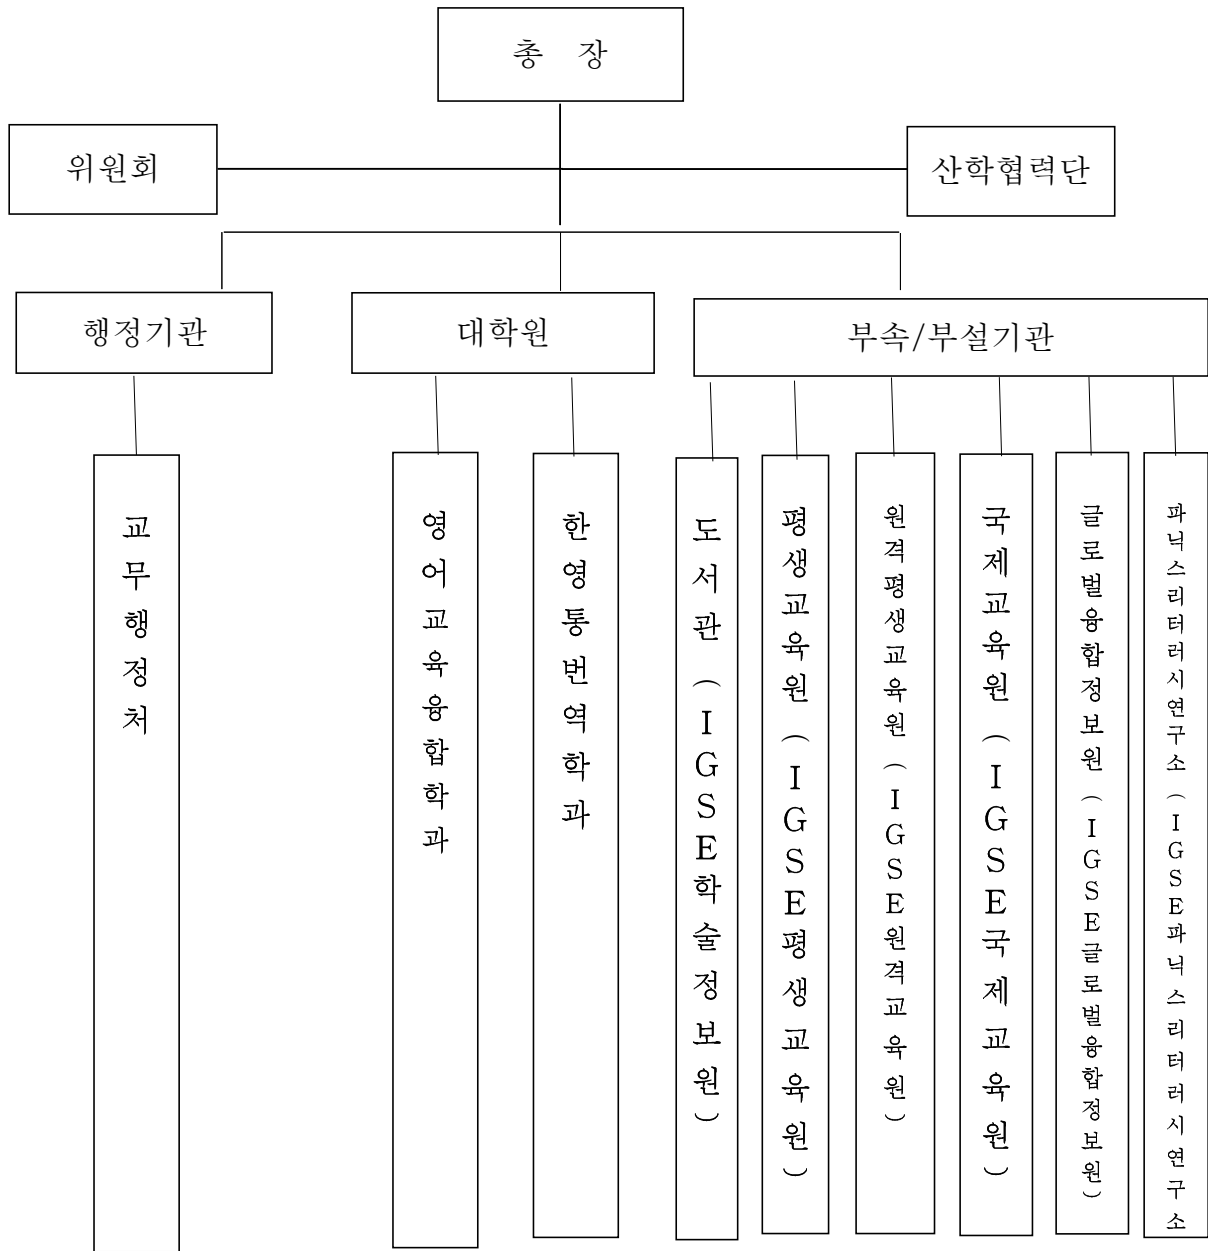 총 장
위원회
산학협력단
행정기관
대학원
부속/부설기관
교무행정처
영어교육융합학과
한영통번역학과
도서관(IGSE학술정보원)
평생교육원(IGSE평생교육원)
원격평생교육원(IGSE원격교육원)
국제교육원(IGSE국제교육원)
글로벌융합정보원(IGSE글로벌융합정보원)
파닉스리터러시연구소(IGSE파닉스리터러시연구소